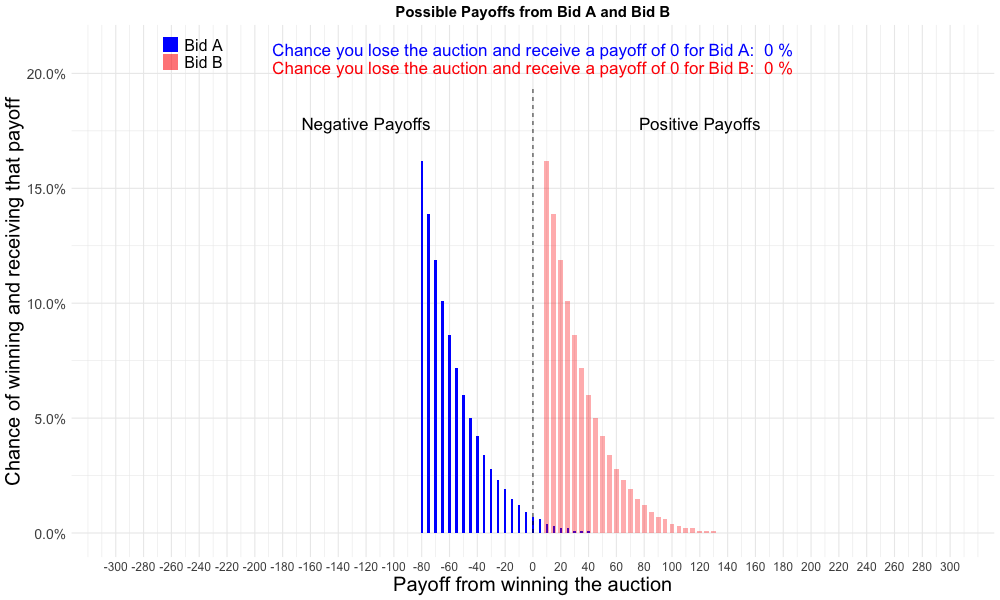 Possible Payoffs from Bid A and Bid B
Bid A
Bid B
Chance you lose the auction and receive a payoff of 0 for Bid A:  0 %
Chance you lose the auction and receive a payoff of 0 for Bid B:  0 %
Negative Payoffs
Positive Payoffs
Chance of winning and receiving that payoff
20.0%
15.0%
10.0%
5.0%
0.0%
-300 -280 -260 -240 -220 -200 -180 -160 -140 -120 -100 -80 -60 -40 -20 0 20 40 60 80 100 120 140 160 180 200 220 240 260 280 300
Payoff from winning the auction